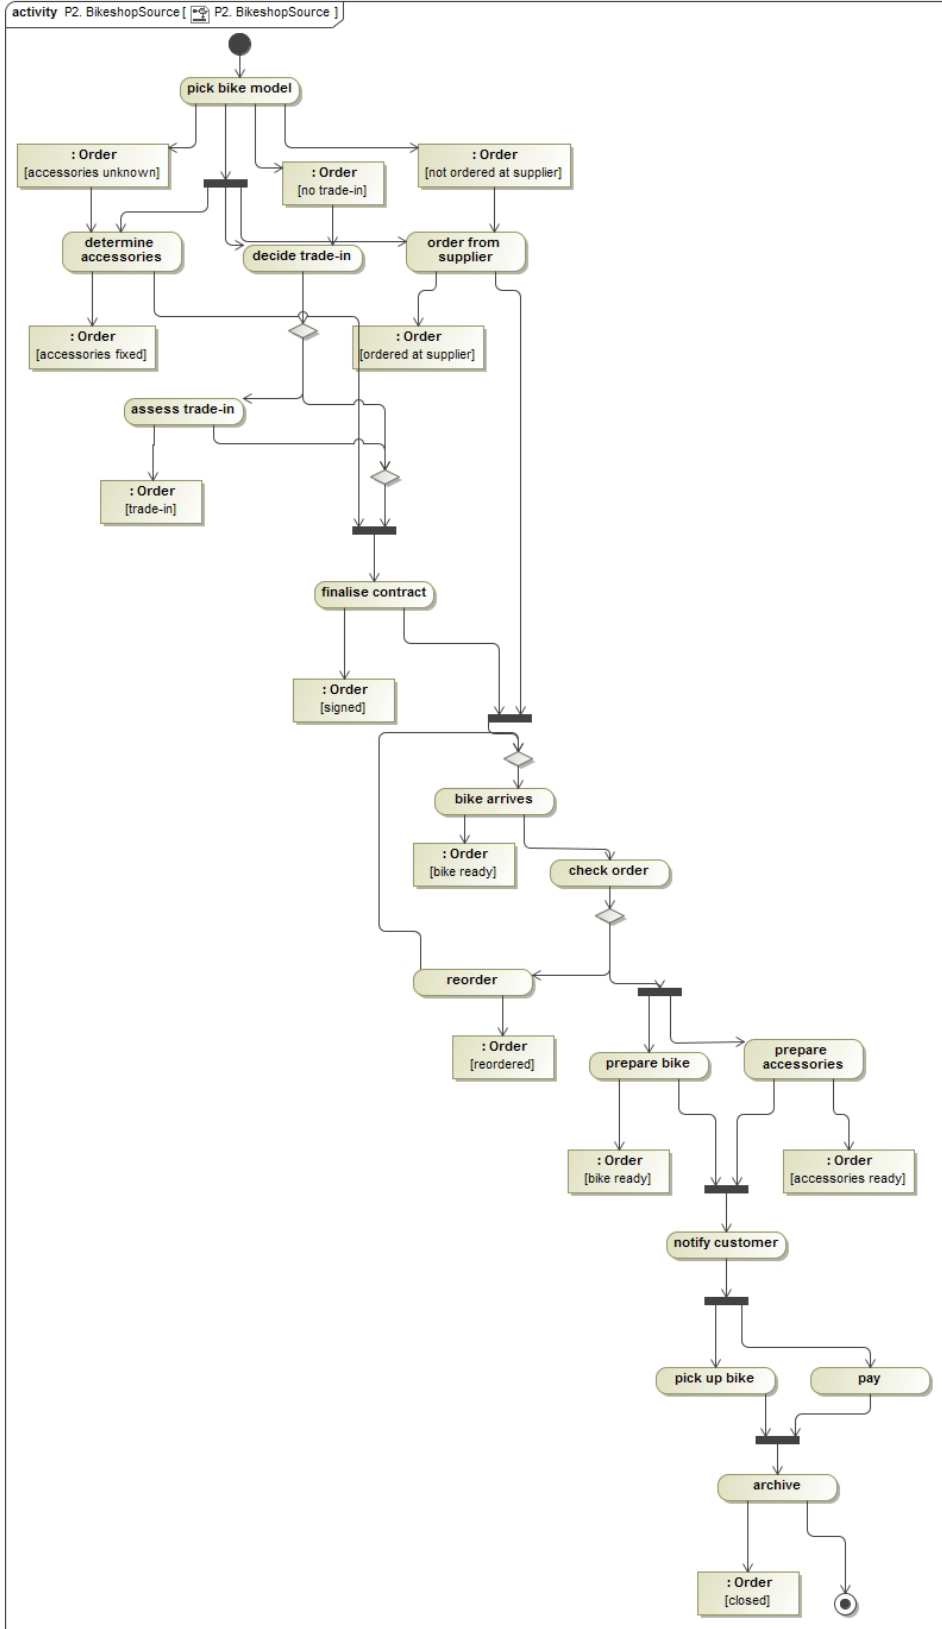 activity P2. BikeshopSource [ P2. BikeshopSource ]
pick bike model
: Order
[accessories unknown]
: Order
[no trade-in]
: Order
[not ordered at supplier]
determine
accessories
decide trade-in
order from
supplier
: Order
[accessories fixed]
: Order
[ordered at supplier]
assess trade-in
: Order
[trade-in]
finalise contract
: Order
[signed]
bike arrives
: Order
[bike ready]
check order
reorder
: Order
[reordered]
prepare bike
prepare
accessories
: Order
[bike ready]
: Order
[accessories ready]
notify customer
pick up bike
pay
archive
: Order
[closed]